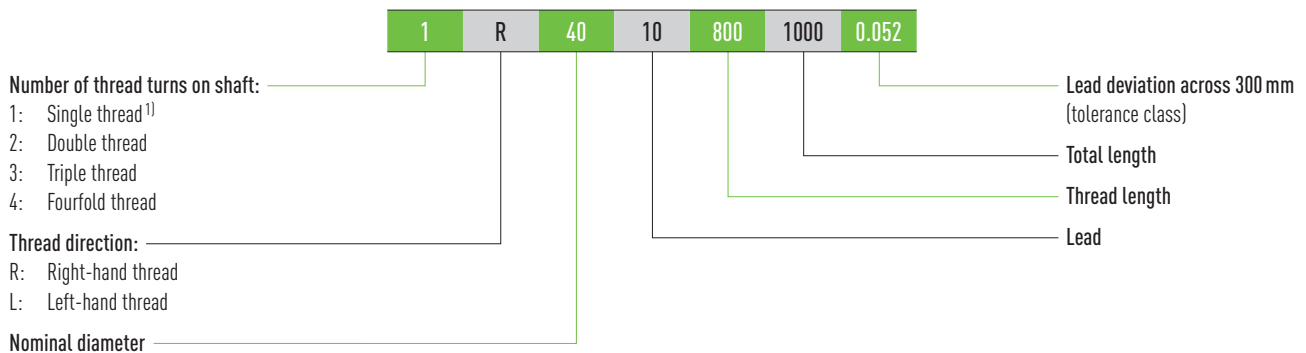 1 R 40 10 800 1000 0.052
Number of thread turns on shaft:
1: Single thread 1)
2: Double thread
3: Triple thread
4: Fourfold thread
Thread direction:
R: Right-hand thread
L: Left-hand thread
Nominal diameter
Lead deviation across 300 mm
(tolerance class)
Total length
Thread length
Lead